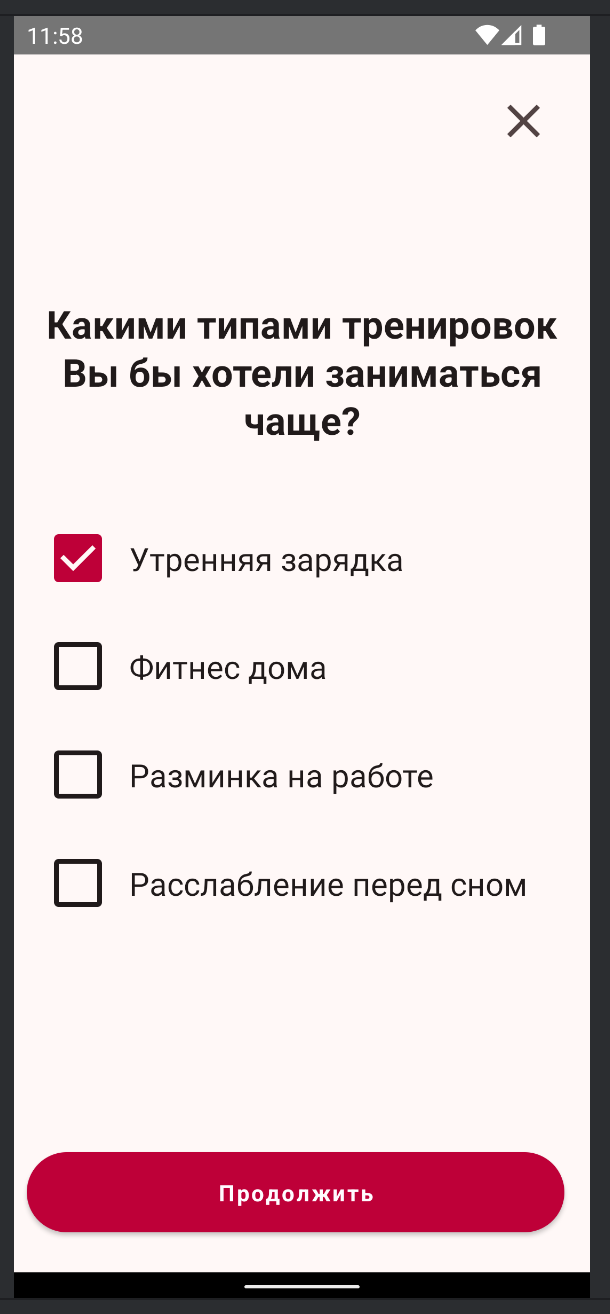 11:58
Какими типами тренировок
Вы бы хотели заниматься
чаще?
Утренняя зарядка
Фитнес дома
Разминка на работе
Расслабление перед сном
Продолжить